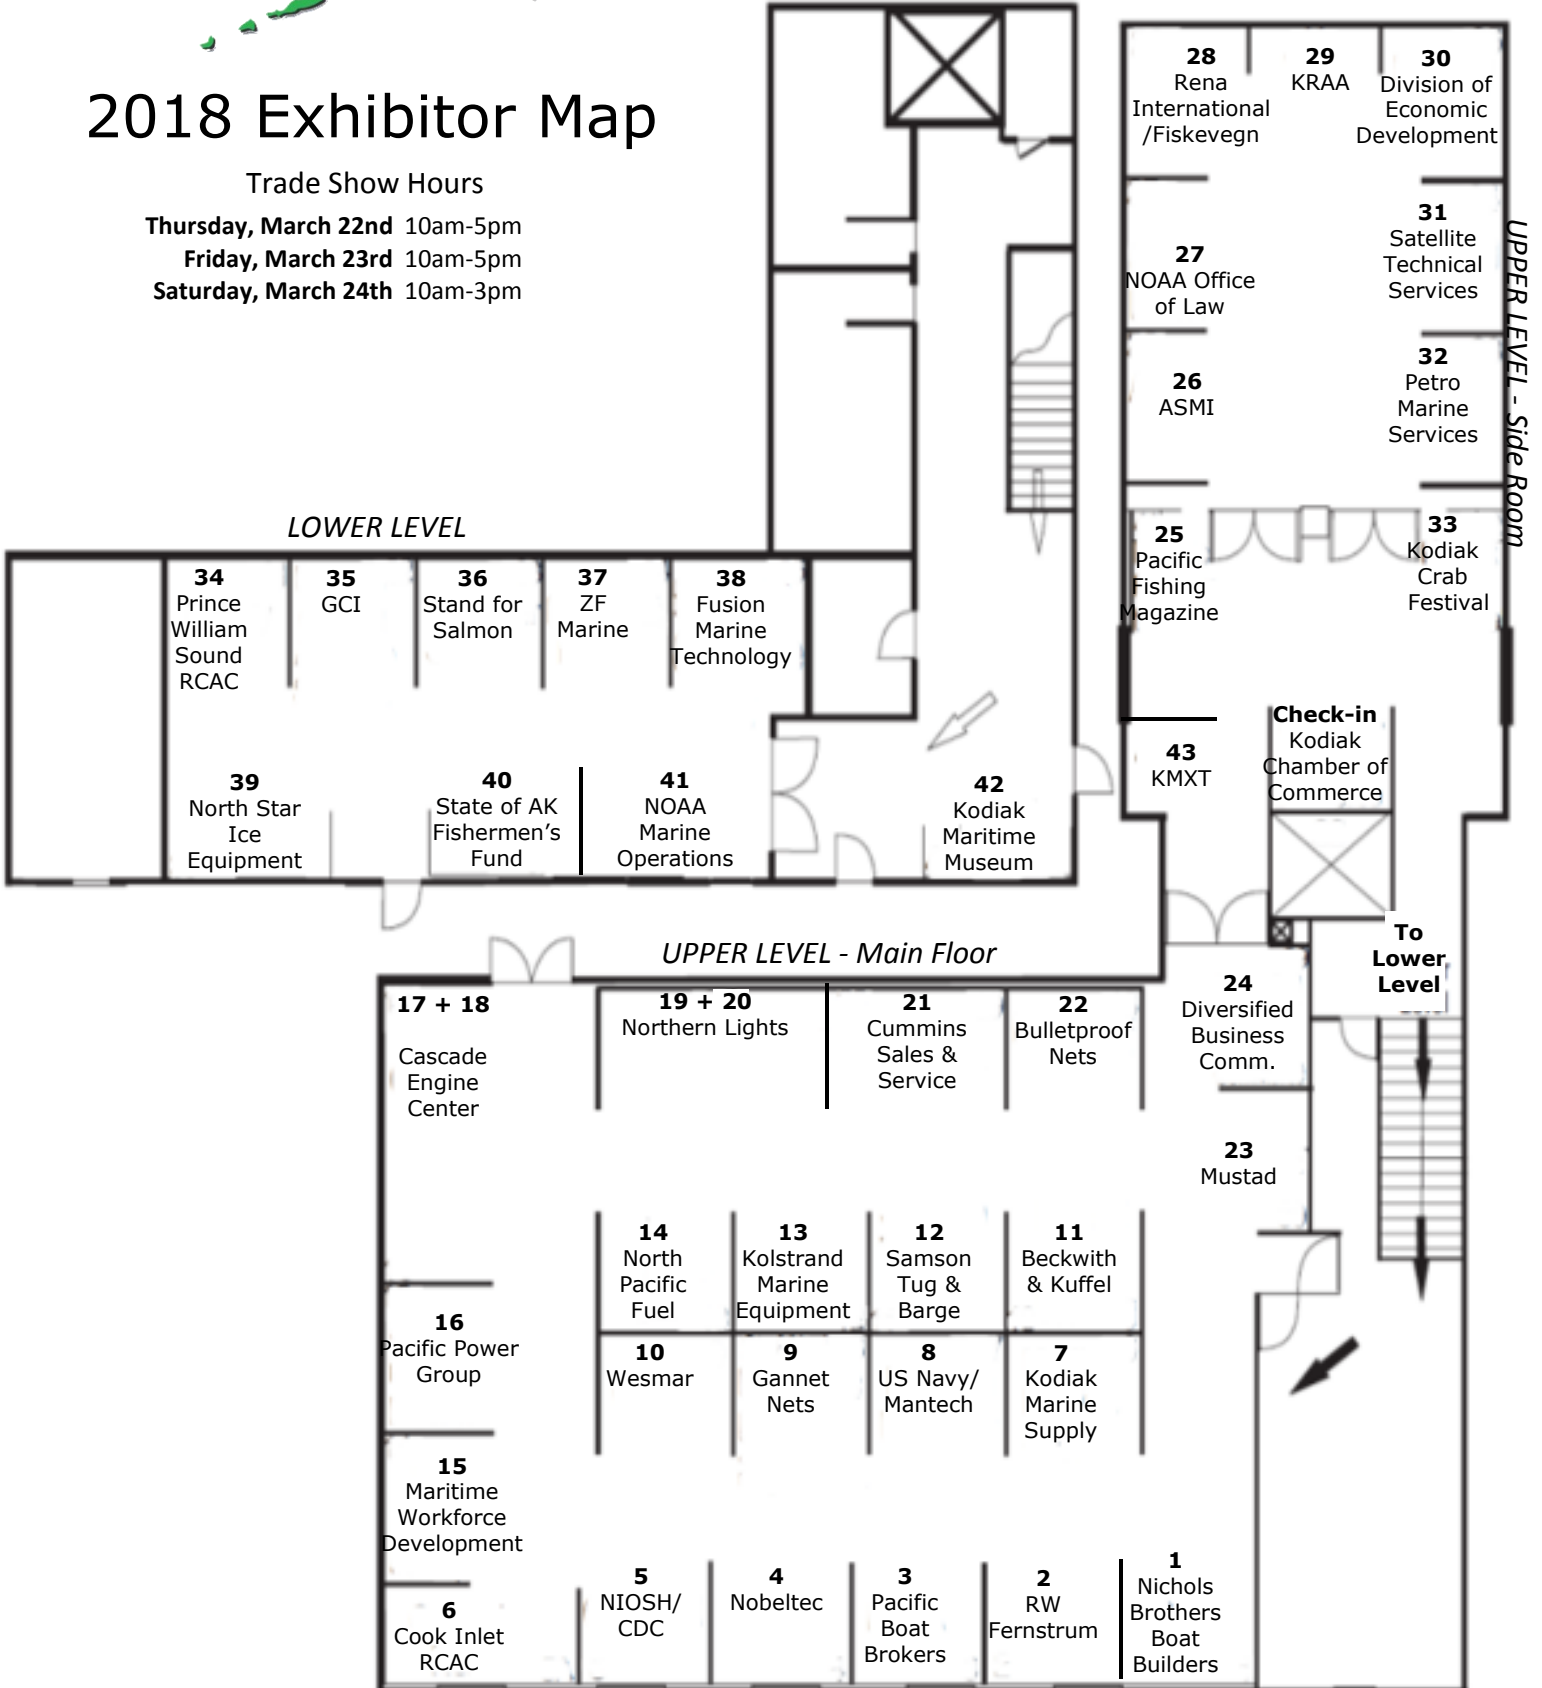 2018 Exhibitor Map
Trade Show Hours
Thursday, March 22nd 10am-5pm
Friday, March 23rd 10am-5pm
Saturday, March 24th 10am-3pm
28
Rena
International
/Fiskevegn
29
KRAA
30
Division of
Economic
Development
27
NOAA Office
of Law
31
Satellite
Technical
Services
26
ASMI
32
Petro
Marine
Services
UPPER LEVEL - Side Room
25
Pacific
Fishing
Magazine
33
Kodiak
Crab
Festival
43
KMXT
Check-in
Kodiak
Chamber of
Commerce
LOWER LEVEL
34
Prince
William
Sound
RCAC
35
GCI
36
Stand for
Salmon
37
ZF
Marine
38
Fusion
Marine
Technology
39
North Star
Ice
Equipment
40
State of AK
Fishermen's
Fund
41
NOAA
Marine
Operations
42
Kodiak
Maritime
Museum
To
Lower
Level
UPPER LEVEL - Main Floor
17 + 18
Cascade
Engine
Center
19 + 20
Northern Lights
21
Cummins
Sales &
Service
22
Bulletproof
Nets
24
Diversified
Business
Comm.
23
Mustad
14
North
Pacific
Fuel
13
Kolstrand
Marine
Equipment
12
Samson
Tug &
Barge
11
Beckwith
& Kuffel
16
Pacific Power
Group
10
Wesmar
9
Gannet
Nets
8
US Navy/
Mantech
7
Kodiak
Marine
Supply
15
Maritime
Workforce
Development
6
Cook Inlet
RCAC
5
NIOSH/
CDC
4
Nobeltec
3
Pacific
Boat
Brokers
2
RW
Fernstrum
1
Nichols
Brothers
Boat
Builders